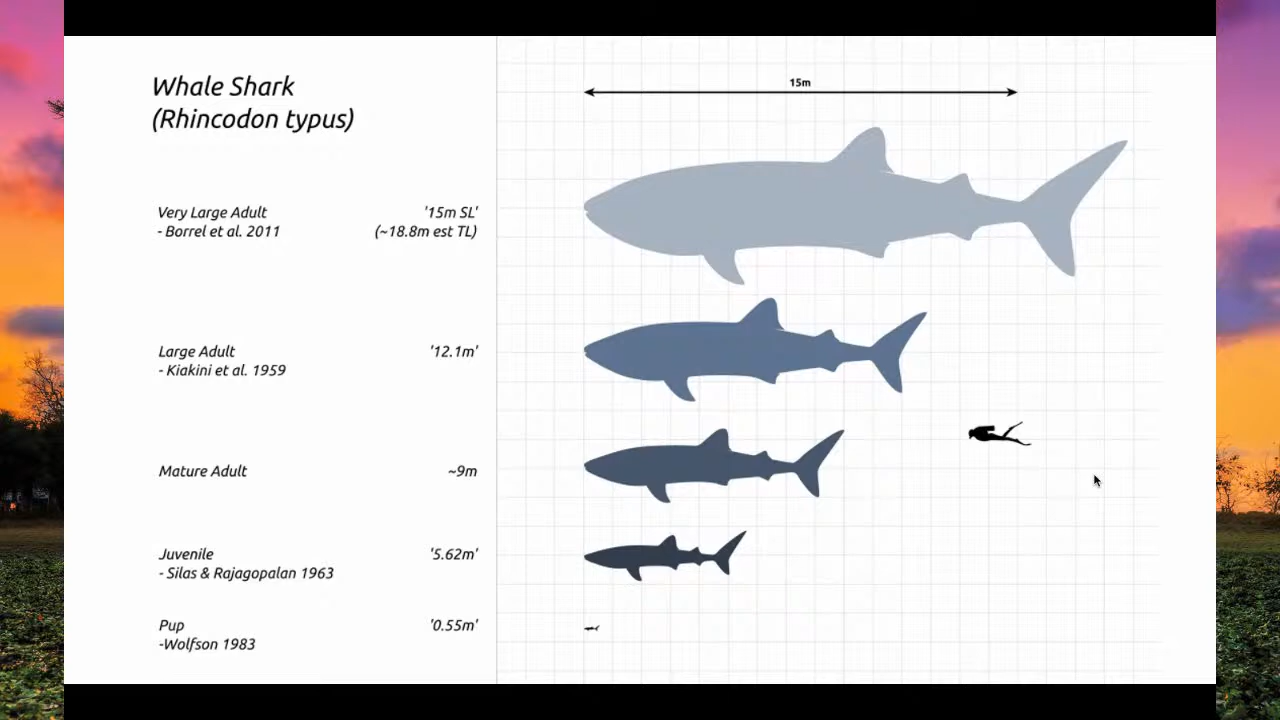 Whale Shark
(Rhincodon typus)
15m
Very Large Adult '15m SL'
- Borrel et al. 2011 (~18.8m est TL)
Large Adult '12.1m'
- Kiakini et al. 1959
Mature Adult ~9m
Juvenile '5.62m'
- Silas & Rajagopalan 1963
Pup '0.55m'
-Wolfson 1983